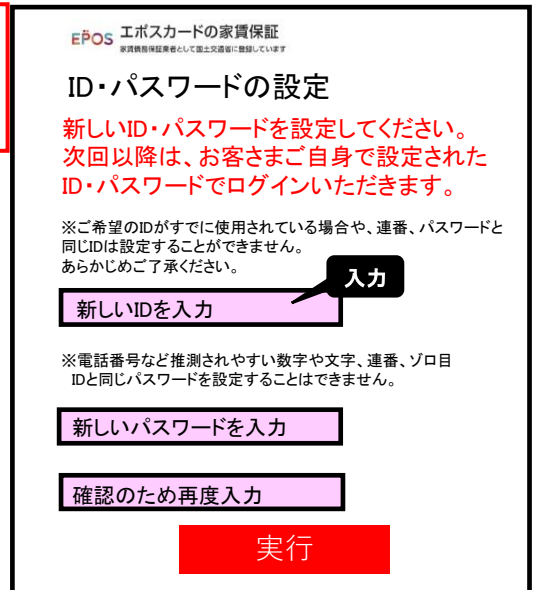 EPOS エポスカードの家賃保証
家賃債務保証業者として国土交通省に登録しています
ID・パスワードの設定
新しいID・パスワードを設定してください。
次回以降は、お客さまご自身で設定された
ID・パスワードでログインいただきます。
※ご希望のIDがすでに使用されている場合や、連番、パスワードと
同じIDは設定することができません。
あらかじめご了承ください。
入力
新しいIDを入力
※電話番号など推測されやすい数字や文字、連番、ゾロ目
IDと同じパスワードを設定することはできません。
新しいパスワードを入力
確認のため再度入力
実行